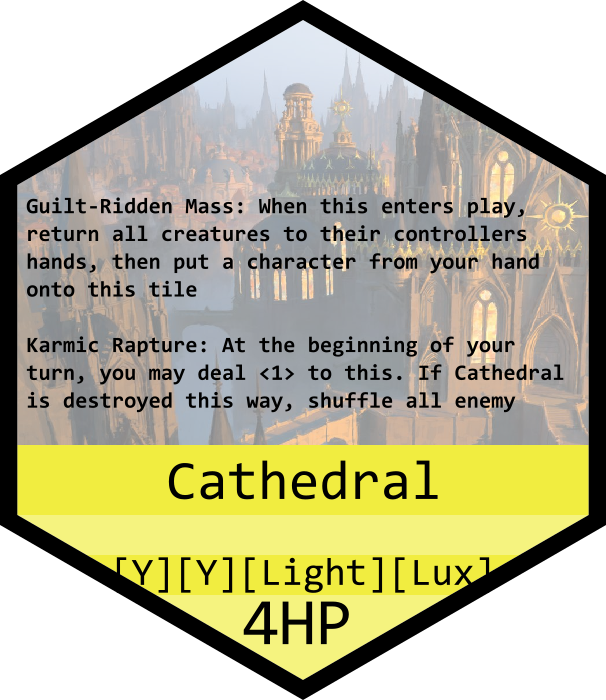 Guilt-Ridden Mass: When this enters play,
return all creatures to their controllers
hands, then put a character from your hand
onto this tile
Karmic Rapture: At the beginning of your
turn, you may deal <1> to this. If Cathedral
is destroyed this way, shuffle all enemy
Cathedral
[Y][Y][Light][Lux]
4HP